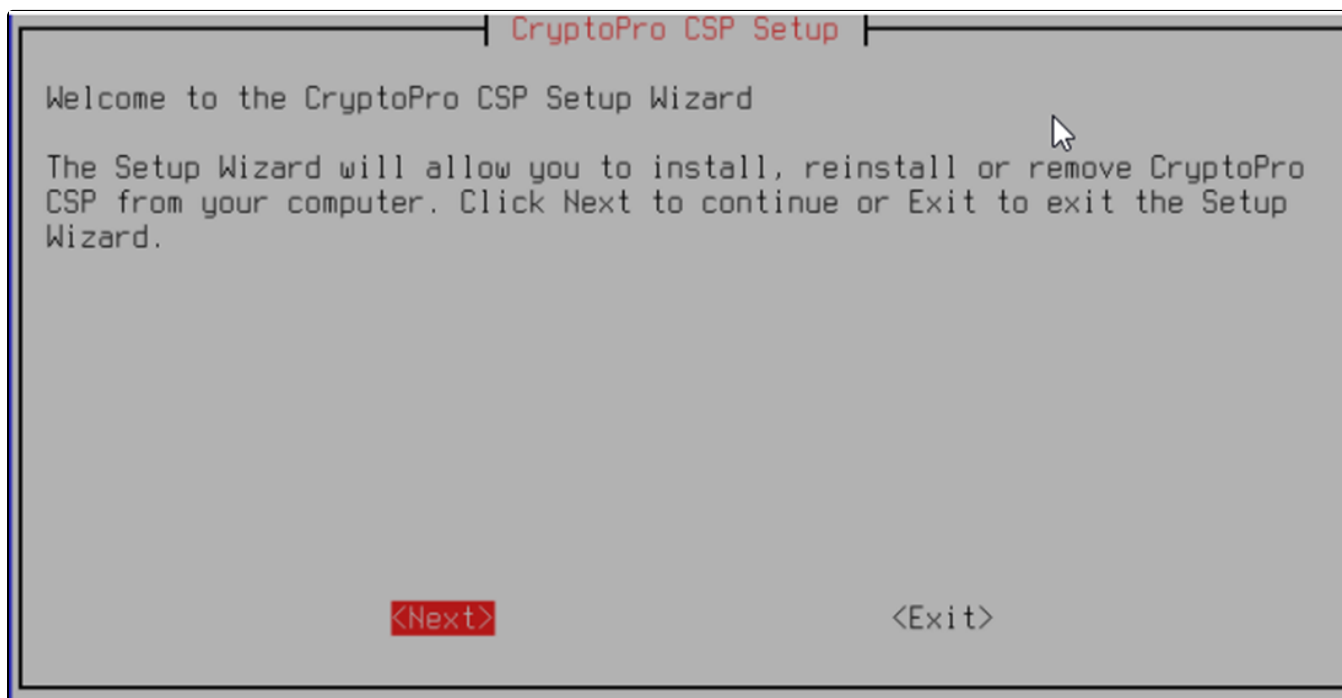 CryptoPro CSP Setup
Welcome to the CryptoPro CSP Setup Wizard
The Setup Wizard will allow you to install, reinstall or remove CryptoPro
CSP from your computer. Click Next to continue or Exit to exit the Setup
Wizard.
<Next> <Exit>